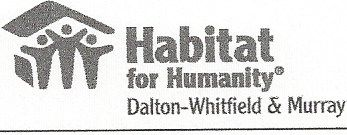 Habitat
for Humanity®
Dalton-Whitfield & Murray